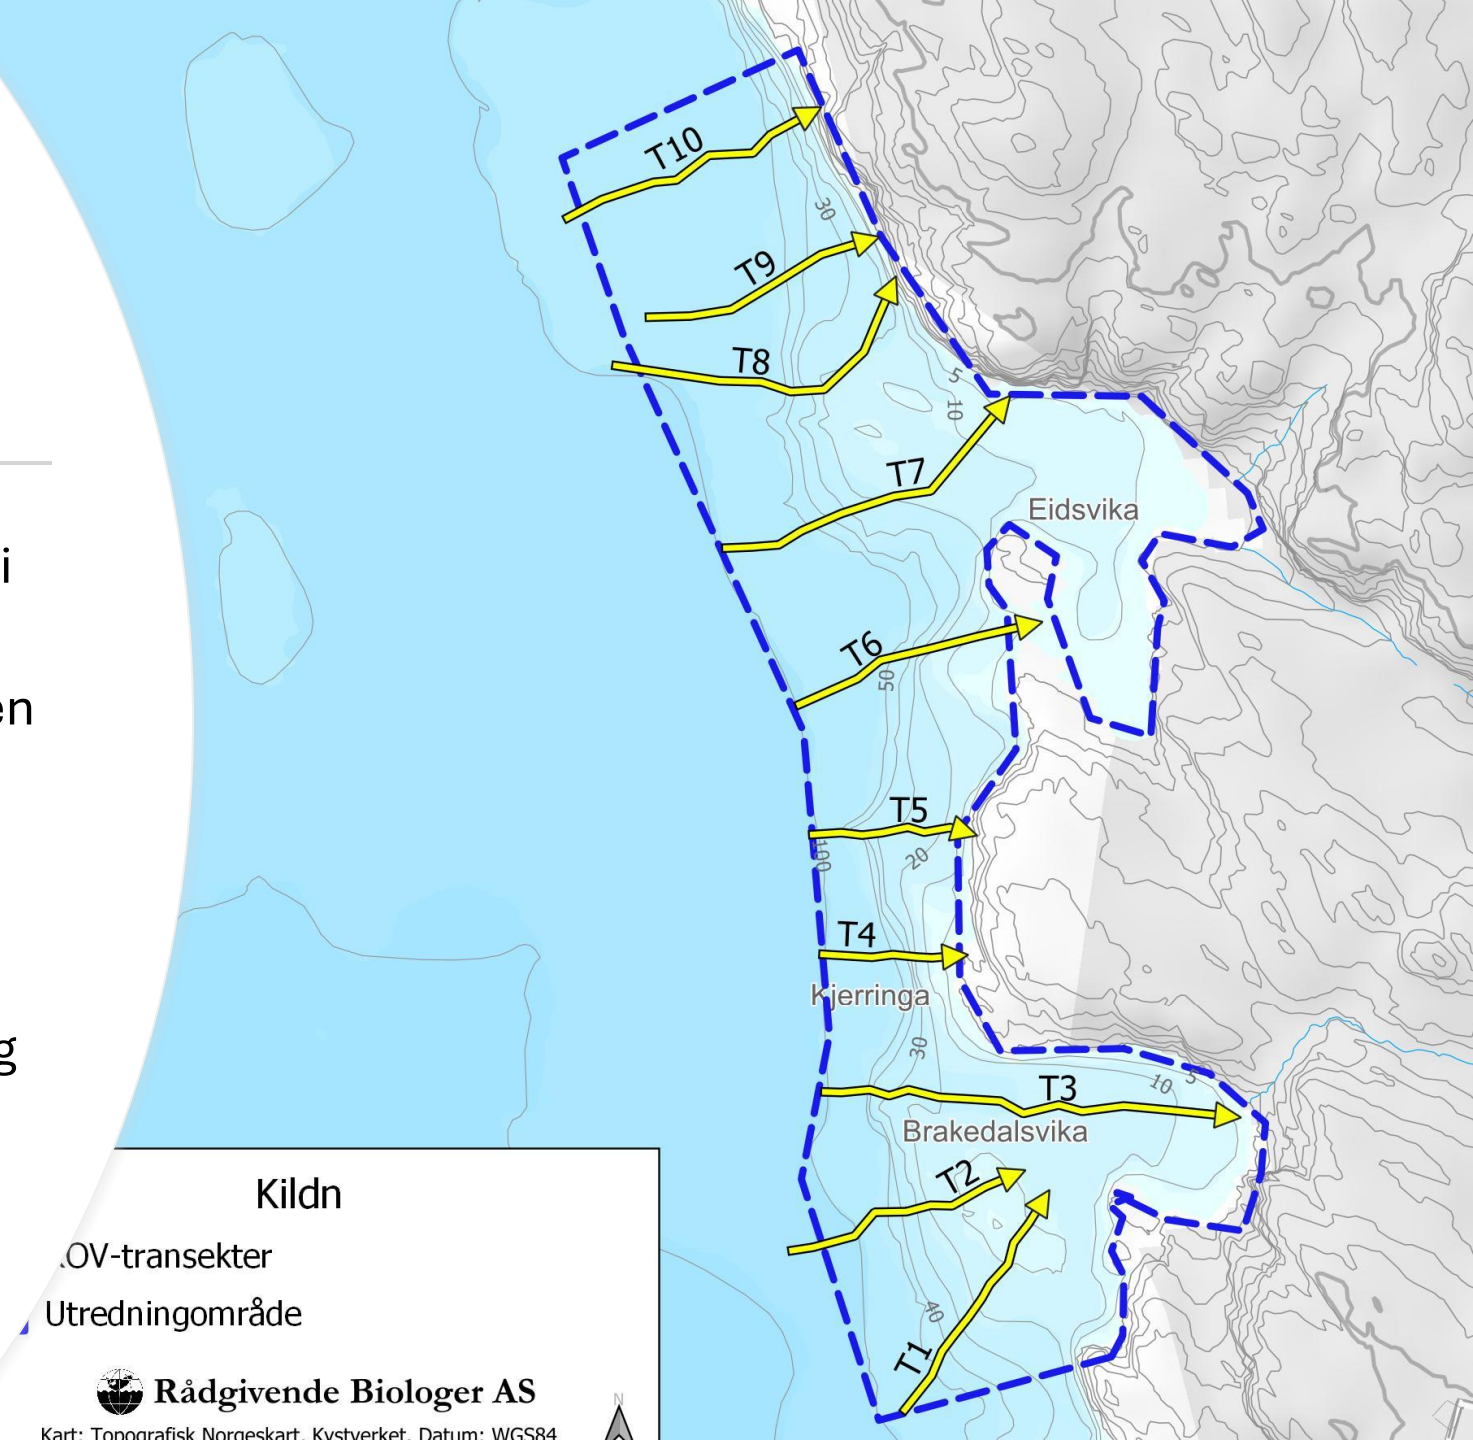 i
en
g
T10
30
T9
T8
5
10
T7
Eidsvika
T6
50
T5
100
20
T4
Kjerringa
30
T3
10
5
Brakedalsvika
T2
40
T1
Kildn
ROV-transekter
Utredningområde
Rådgivende Biologer AS
N
Kart: Topografisk Norgeskart, Kystverket. Datum: WGS84